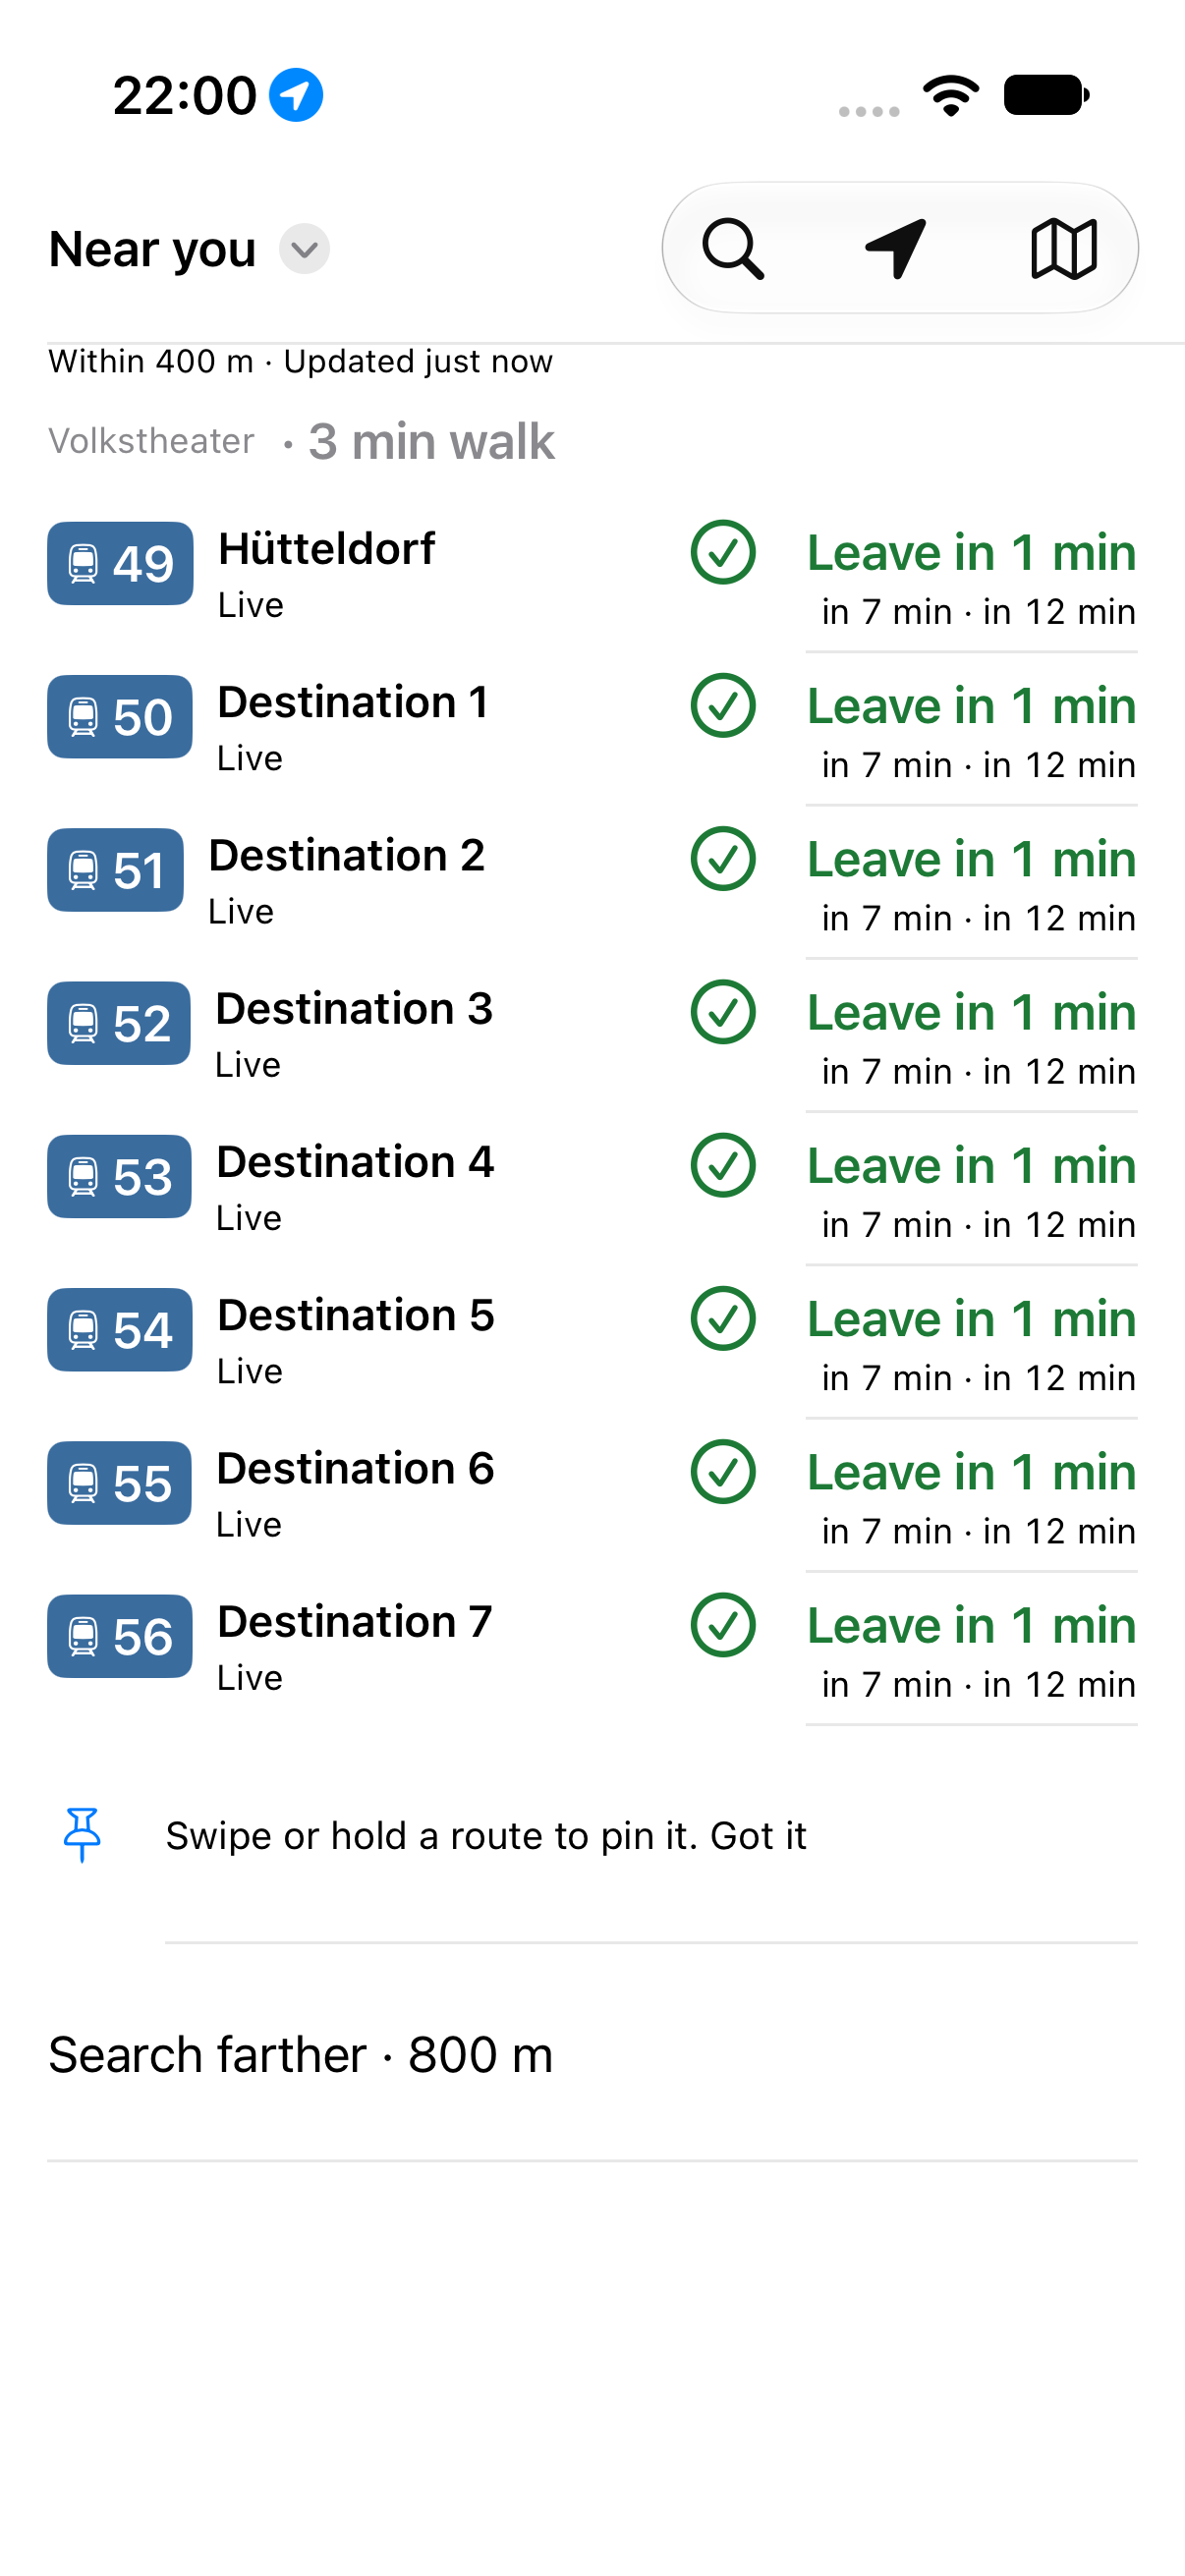 22:00
Near you
Within 400 m · Updated just now
Volkstheater · 3 min walk
49 Hütteldorf Leave in 1 min
Live in 7 min · in 12 min
50 Destination 1 Leave in 1 min
Live in 7 min · in 12 min
51 Destination 2 Leave in 1 min
Live in 7 min · in 12 min
52 Destination 3 Leave in 1 min
Live in 7 min · in 12 min
53 Destination 4 Leave in 1 min
Live in 7 min · in 12 min
54 Destination 5 Leave in 1 min
Live in 7 min · in 12 min
55 Destination 6 Leave in 1 min
Live in 7 min · in 12 min
56 Destination 7 Leave in 1 min
Live in 7 min · in 12 min
Swipe or hold a route to pin it. Got it
Search farther · 800 m